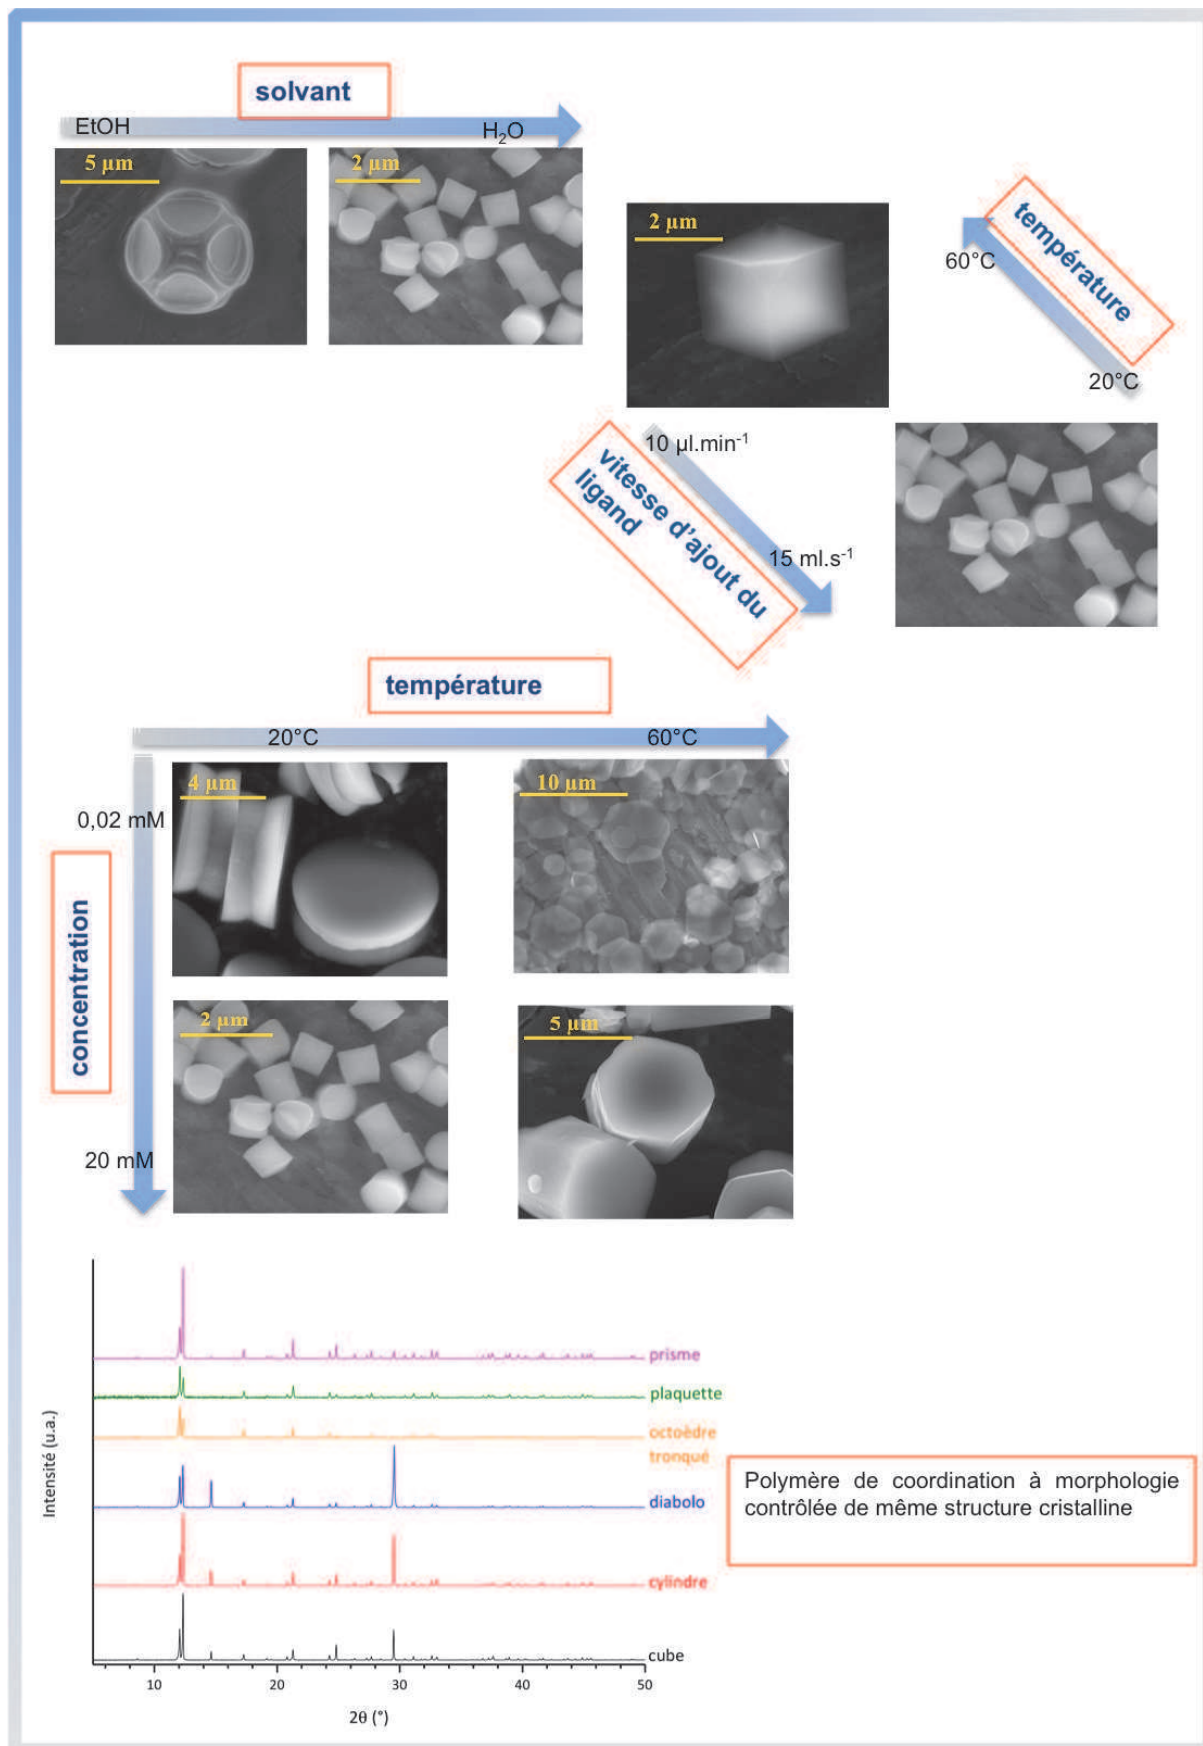 solvant
EtOH
H₂O
5 µm
2 µm
2 µm
température
60°C
20°C
10 µl.min⁻¹
vitesse d'ajout du
ligand
15 ml.s⁻¹
température
20°C
60°C
4 µm
10 µm
0,02 mM
concentration
2 µm
5 µm
20 mM
prisme
plaquette
octoèdre
tronqué
diabolo
cylindre
cube
Intensité (u.a.)
10
20
30
40
50
2θ (°)
Polymère de coordination à morphologie
contrôlée de même structure cristalline